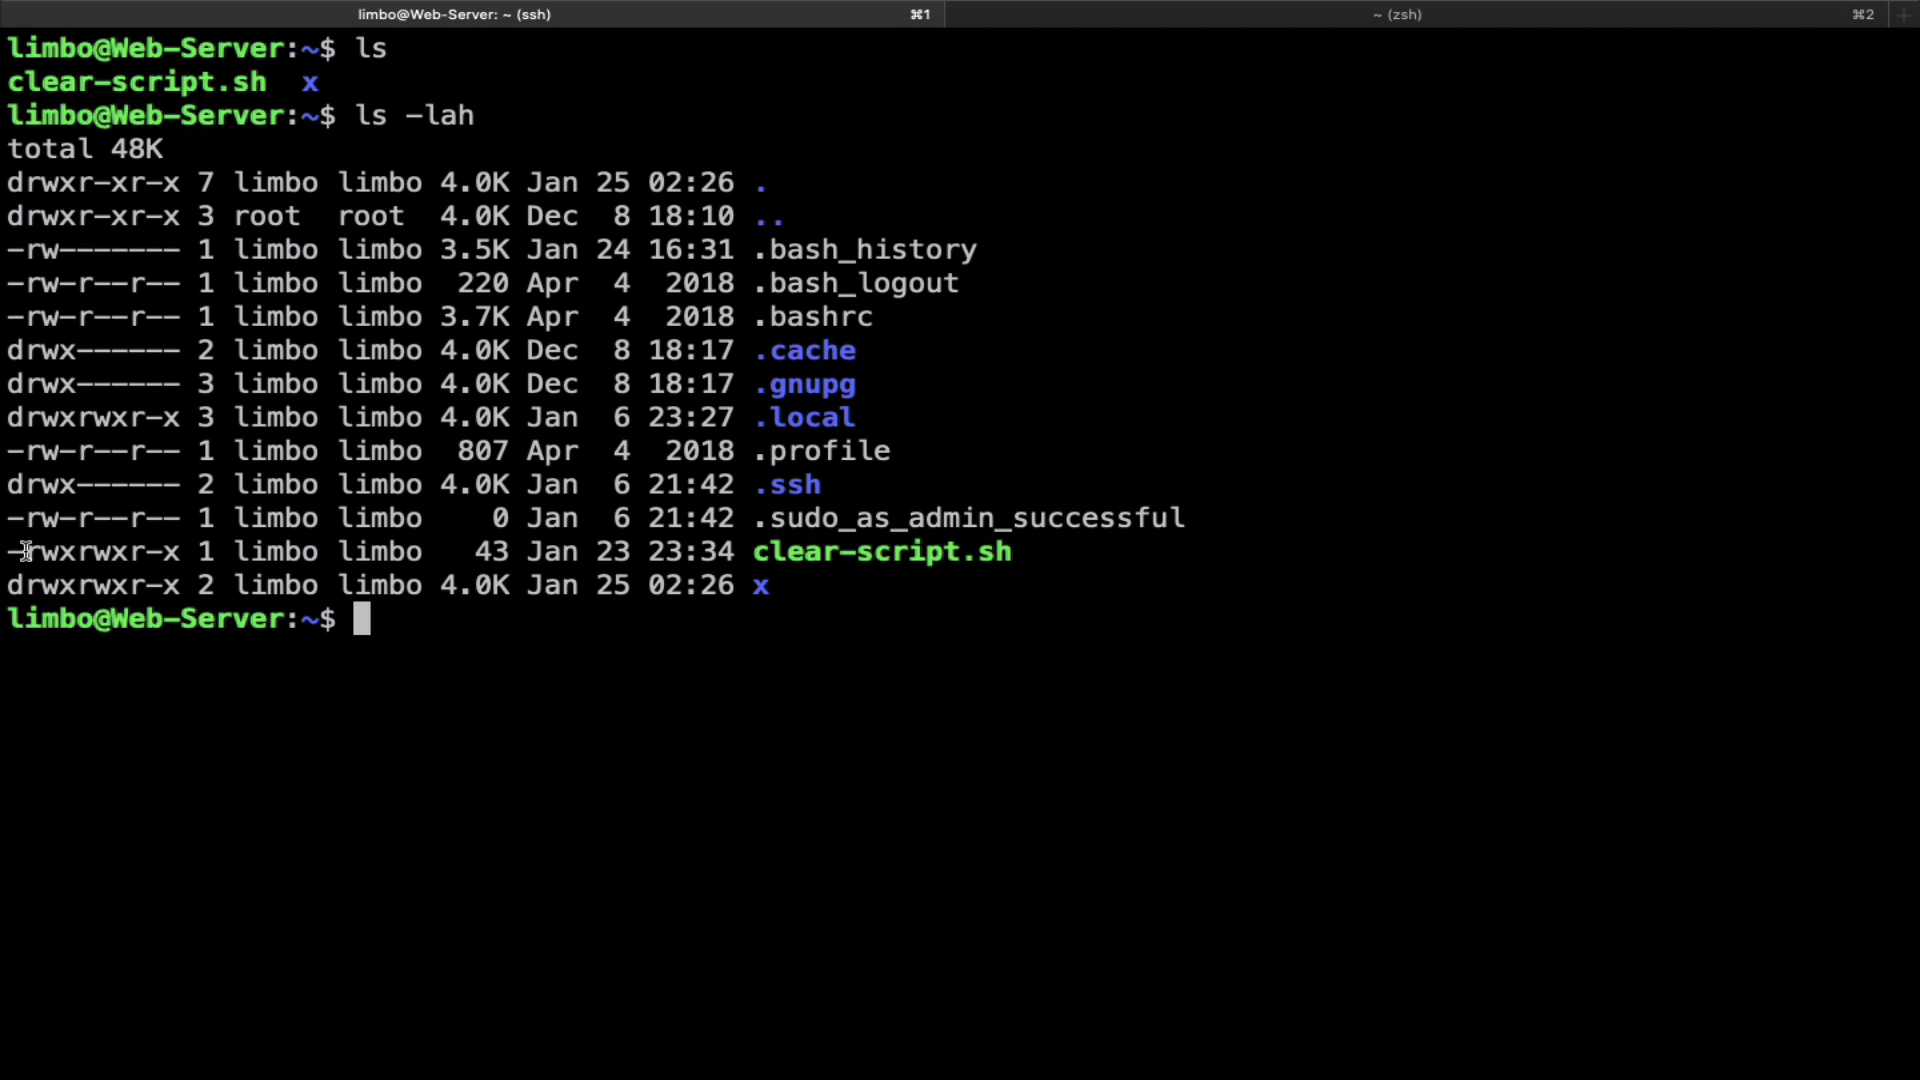 limbo@Web-Server: ~ (ssh) ⌘1 ~ (zsh) ⌘2 +
limbo@Web-Server:~$ ls
clear-script.sh  x
limbo@Web-Server:~$ ls -lah
total 48K
drwxr-xr-x 7 limbo limbo 4.0K Jan 25 02:26 .
drwxr-xr-x 3 root  root  4.0K Dec  8 18:10 ..
-rw------- 1 limbo limbo 3.5K Jan 24 16:31 .bash_history
-rw-r--r-- 1 limbo limbo  220 Apr  4  2018 .bash_logout
-rw-r--r-- 1 limbo limbo 3.7K Apr  4  2018 .bashrc
drwx------ 2 limbo limbo 4.0K Dec  8 18:17 .cache
drwx------ 3 limbo limbo 4.0K Dec  8 18:17 .gnupg
drwxrwxr-x 3 limbo limbo 4.0K Jan  6 23:27 .local
-rw-r--r-- 1 limbo limbo  807 Apr  4  2018 .profile
drwx------ 2 limbo limbo 4.0K Jan  6 21:42 .ssh
-rw-r--r-- 1 limbo limbo    0 Jan  6 21:42 .sudo_as_admin_successful
-rwxrwxr-x 1 limbo limbo   43 Jan 23 23:34 clear-script.sh
drwxrwxr-x 2 limbo limbo 4.0K Jan 25 02:26 x
limbo@Web-Server:~$